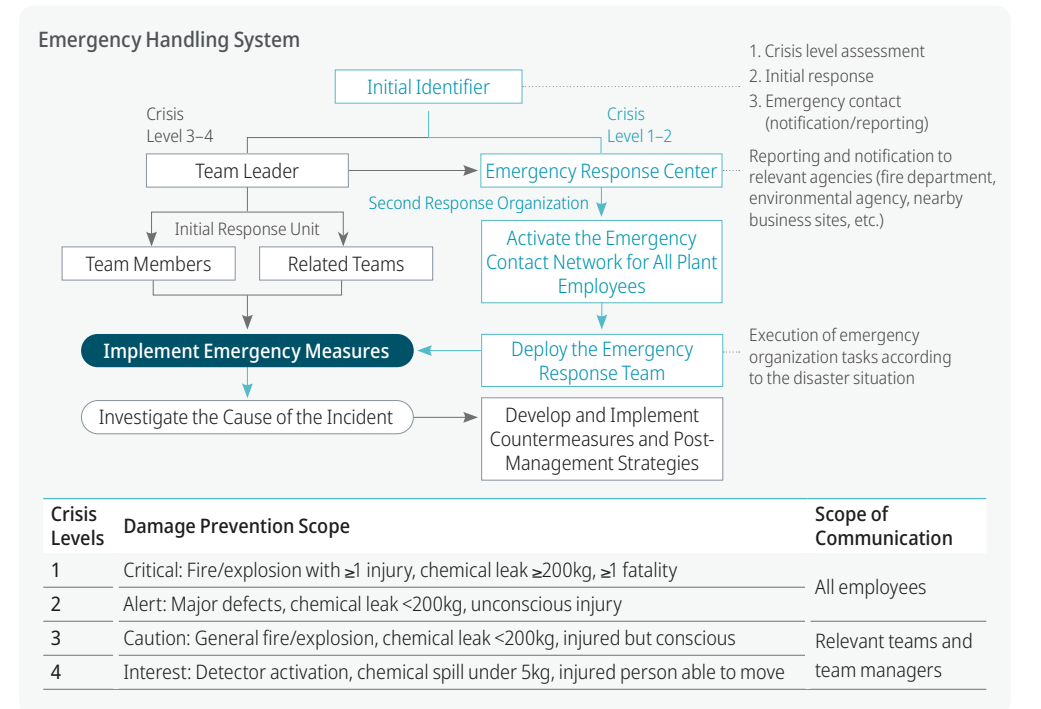 Emergency Handling System
Initial Identifier
1. Crisis level assessment
2. Initial response
3. Emergency contact
(notification/reporting)
Crisis
Level 3–4
Crisis
Level 1–2
Team Leader
Emergency Response Center
Reporting and notification to
relevant agencies (fire department,
environmental agency, nearby
business sites, etc.)
Second Response Organization
Initial Response Unit
Team Members
Related Teams
Activate the Emergency
Contact Network for All Plant
Employees
Implement Emergency Measures
Deploy the Emergency
Response Team
Execution of emergency
organization tasks according
to the disaster situation
Investigate the Cause of the Incident
Develop and Implement
Countermeasures and Post-
Management Strategies
Crisis
Levels
Damage Prevention Scope
Scope of
Communication
1 Critical: Fire/explosion with ≥1 injury, chemical leak ≥200kg, ≥1 fatality
2 Alert: Major defects, chemical leak <200kg, unconscious injury
All employees
3 Caution: General fire/explosion, chemical leak <200kg, injured but conscious
4 Interest: Detector activation, chemical spill under 5kg, injured person able to move
Relevant teams and
team managers